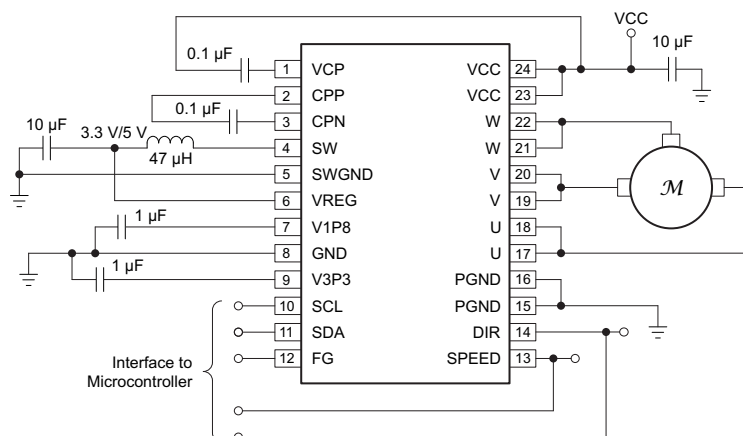 VCC
0.1 µF
10 µF
1 VCP VCC 24
2 CPP VCC 23
0.1 µF
3 CPN W 22
10 µF
3.3 V/5 V
47 µH
4 SW W 21
5 SWGND V 20
6 VREG V 19
M
1 µF
7 V1P8 U 18
8 GND U 17
1 µF
9 V3P3 PGND 16
10 SCL PGND 15
11 SDA DIR 14
12 FG SPEED 13
Interface to
Microcontroller